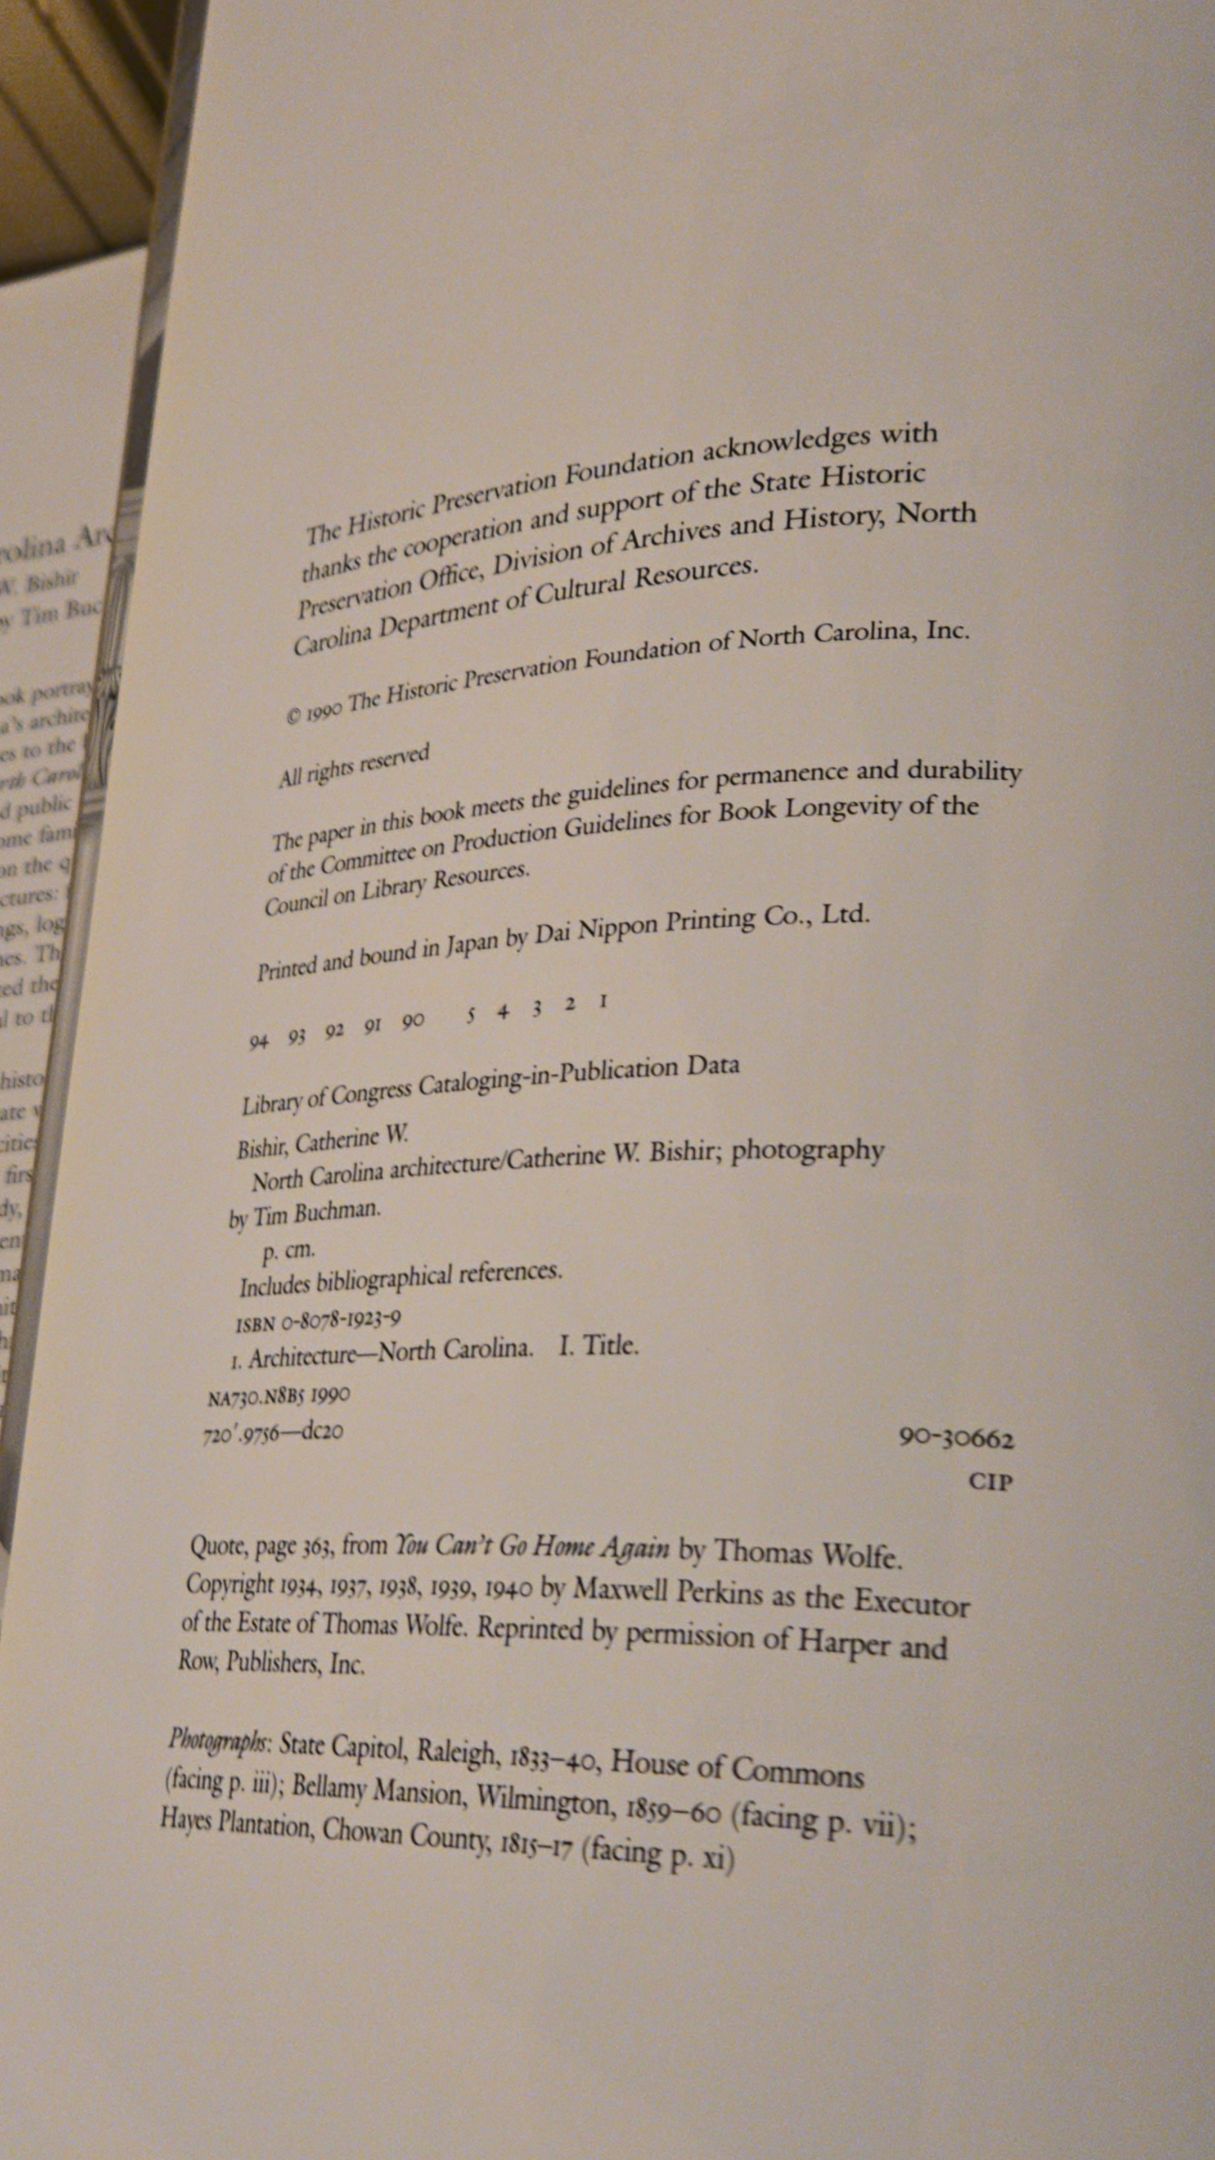 The Historic Preservation Foundation acknowledges with
thanks the cooperation and support of the State Historic
Preservation Office, Division of Archives and History, North
Carolina Department of Cultural Resources.
© 1990 The Historic Preservation Foundation of North Carolina, Inc.
All rights reserved
The paper in this book meets the guidelines for permanence and durability
of the Committee on Production Guidelines for Book Longevity of the
Council on Library Resources.
Printed and bound in Japan by Dai Nippon Printing Co., Ltd.
94 93 92 91 90 5 4 3 2 1
Library of Congress Cataloging-in-Publication Data
Bishir, Catherine W.
North Carolina architecture/Catherine W. Bishir; photography
by Tim Buchman.
p. cm.
Includes bibliographical references.
ISBN 0-8078-1923-9
1. Architecture—North Carolina. I. Title.
NA730.N8B5 1990
720'.9756—dc20
90-30662
CIP
Quote, page 363, from You Can't Go Home Again by Thomas Wolfe.
Copyright 1934, 1937, 1938, 1939, 1940 by Maxwell Perkins as the Executor
of the Estate of Thomas Wolfe. Reprinted by permission of Harper and
Row, Publishers, Inc.
Photographs: State Capitol, Raleigh, 1833–40, House of Commons
(facing p. iii); Bellamy Mansion, Wilmington, 1859–60 (facing p. vii);
Hayes Plantation, Chowan County, 1815–17 (facing p. xi)